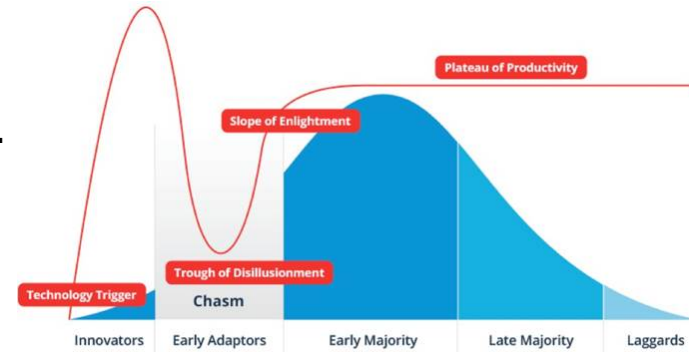 Plateau of Productivity
Slope of Enlightment
Trough of Disillusionment
Technology Trigger
Chasm
Innovators
Early Adaptors
Early Majority
Late Majority
Laggards